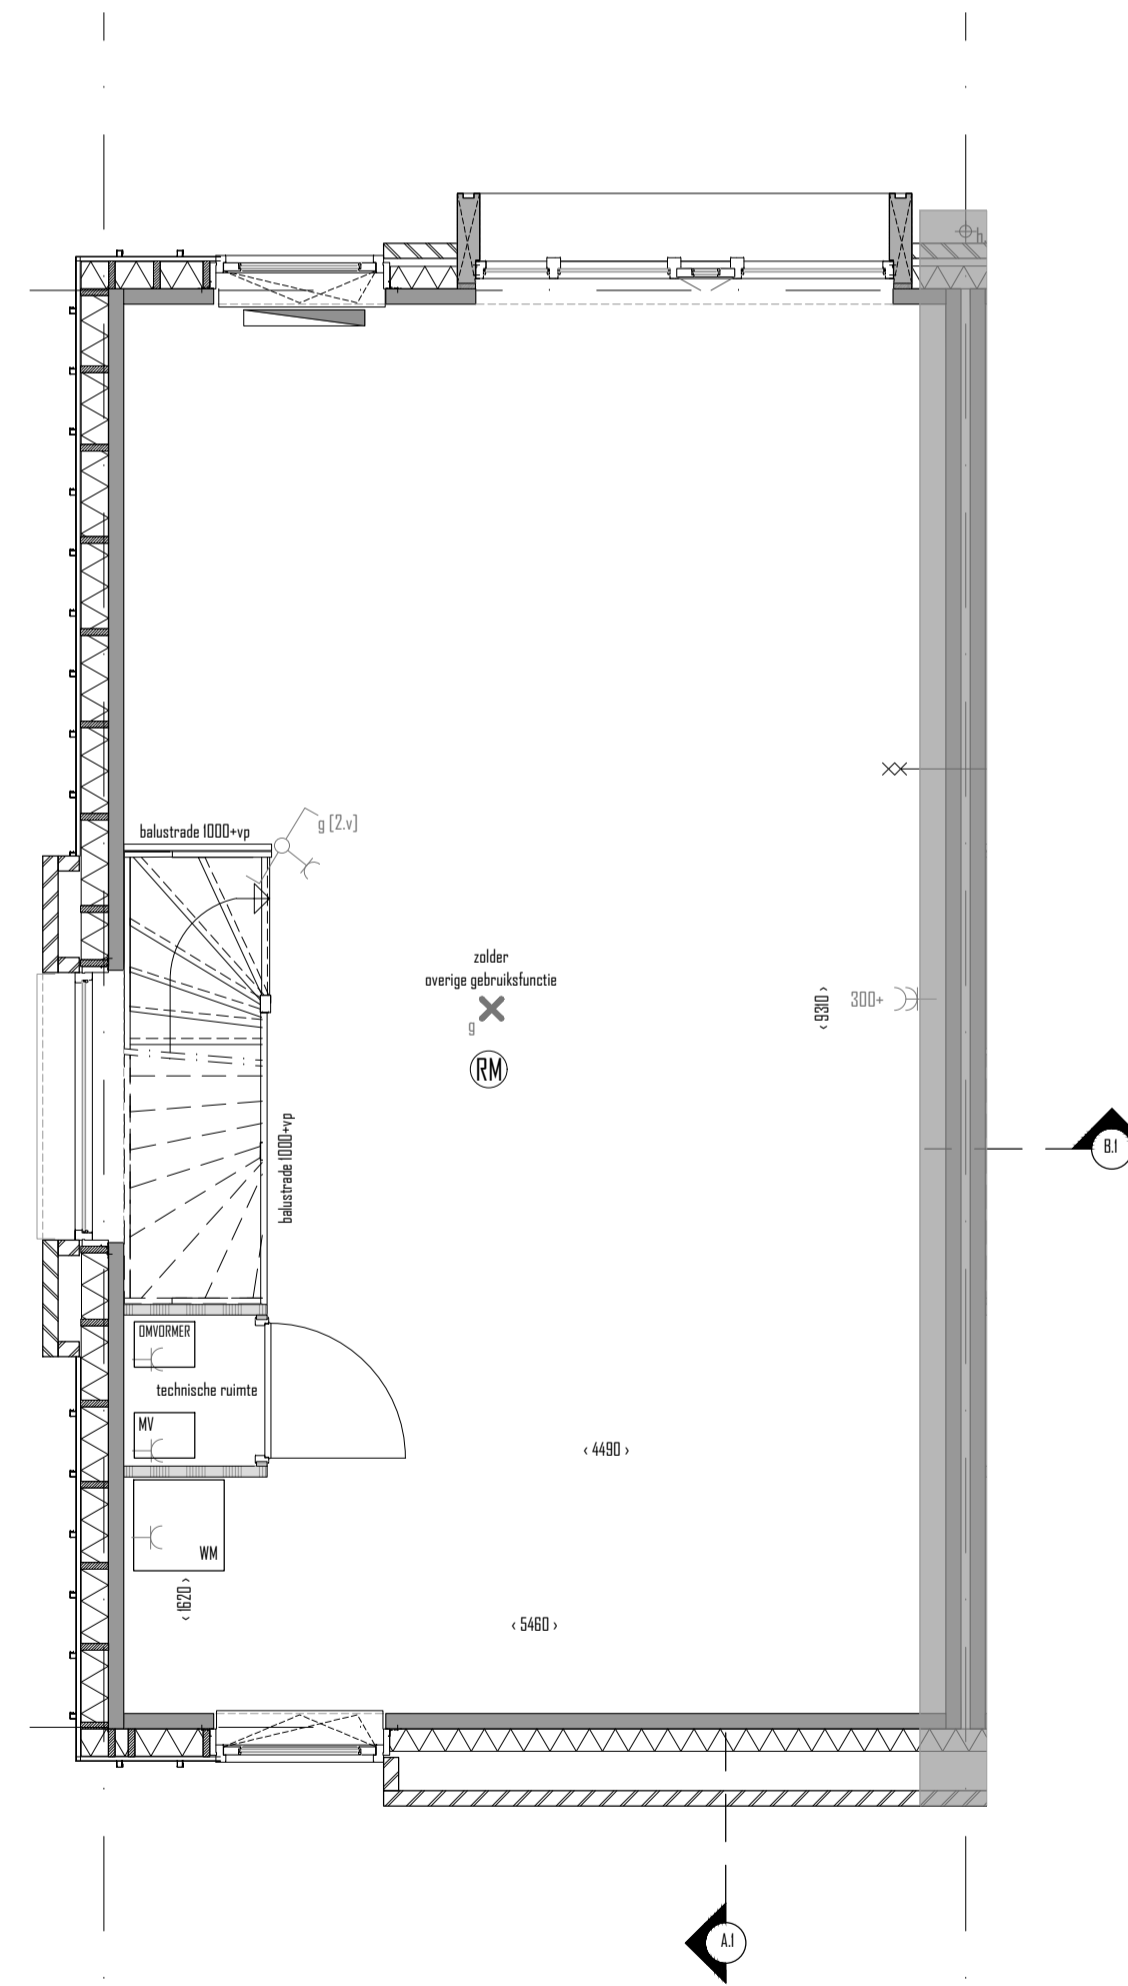 h
g [2.v]
balustrade 1000+vp
zolder
overige gebruiksfunctie
g
RM
‹ 9310 ›
300+
B.1
balustrade 1000+vp
OMVORMER
technische ruimte
MV
‹ 4490 ›
WM
‹ 1620 ›
‹ 5460 ›
A.1